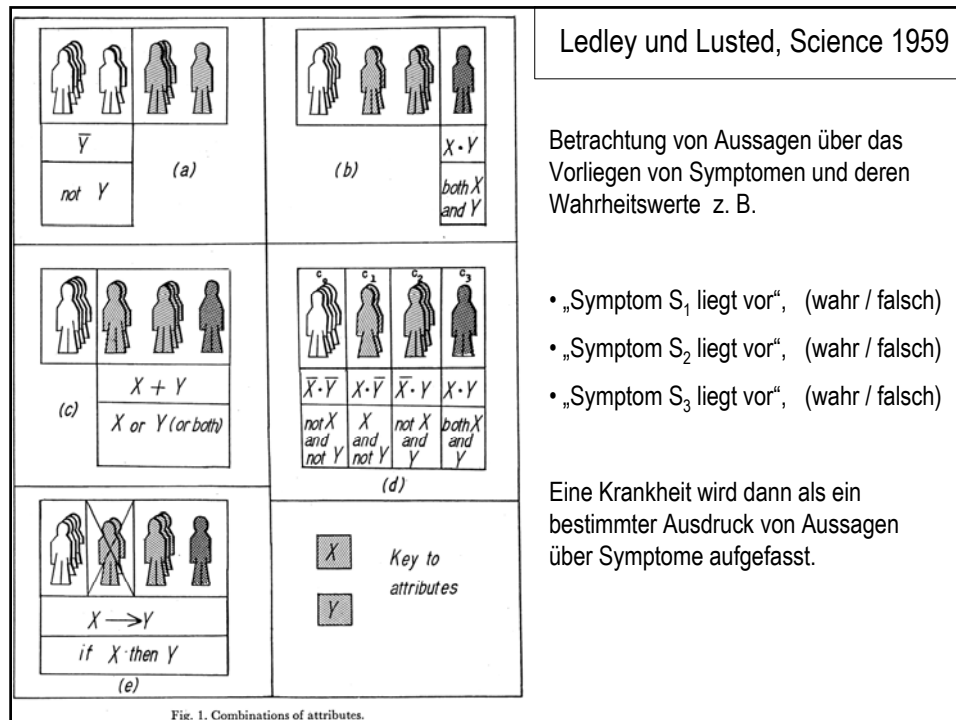 Ledley und Lusted, Science 1959
Y̅
not Y
(a)
X·Y
both X
and Y
(b)
X + Y
X or Y (or both)
(c)
C₀ C₁ C₂ C₃
X̅·Y̅ X·Y̅ X̅·Y X·Y
not X and not Y
X and not Y
not X and Y
both X and Y
(d)
X → Y
if X then Y
(e)
X
Y
Key to
attributes
Fig. 1. Combinations of attributes.
Betrachtung von Aussagen über das
Vorliegen von Symptomen und deren
Wahrheitswerte z. B.
• „Symptom S₁ liegt vor“, (wahr / falsch)
• „Symptom S₂ liegt vor“, (wahr / falsch)
• „Symptom S₃ liegt vor“, (wahr / falsch)
Eine Krankheit wird dann als ein
bestimmter Ausdruck von Aussagen
über Symptome aufgefasst.